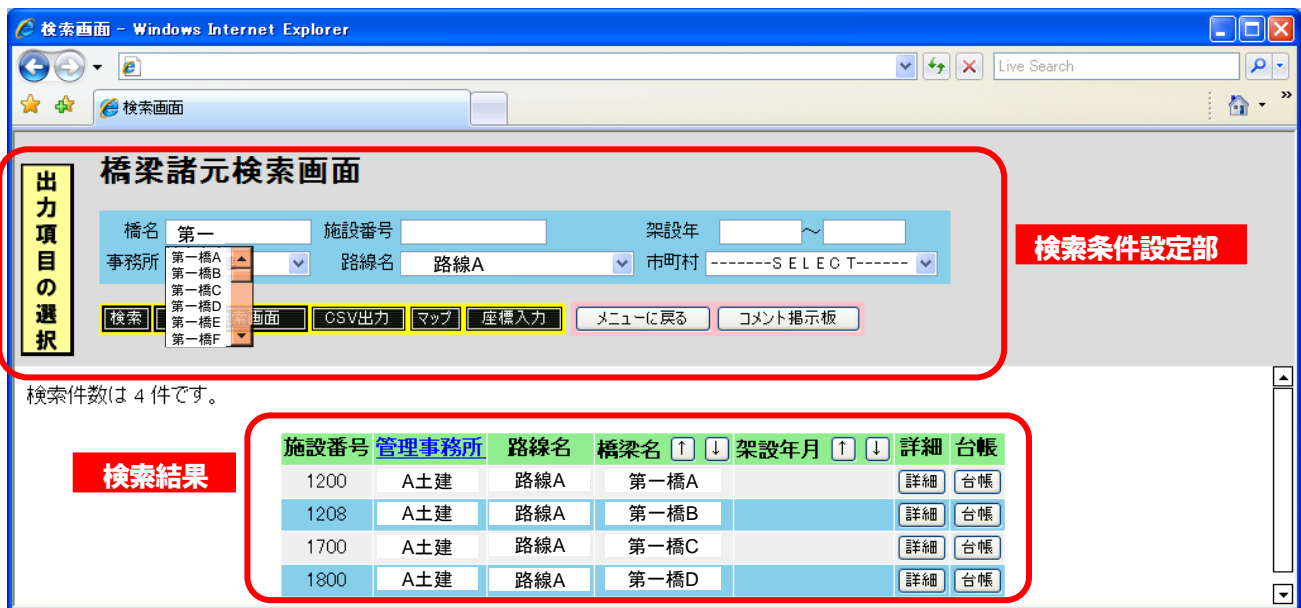 検索画面 - Windows Internet Explorer
Live Search
検索画面
»
出力項目の選択
橋梁諸元検索画面
橋名 第一 施設番号 架設年 ～
事務所 路線名 路線A 市町村 -------SELECT------
第一橋A
第一橋B
第一橋C
第一橋D
第一橋E
第一橋F
検索 画面 CSV出力 マップ 座標入力 メニューに戻る コメント掲示板
検索条件設定部
検索件数は 4 件です。
検索結果
施設番号 管理事務所 路線名 橋梁名 ↑ ↓ 架設年月 ↑ ↓ 詳細 台帳
1200 A土建 路線A 第一橋A 詳細 台帳
1208 A土建 路線A 第一橋B 詳細 台帳
1700 A土建 路線A 第一橋C 詳細 台帳
1800 A土建 路線A 第一橋D 詳細 台帳